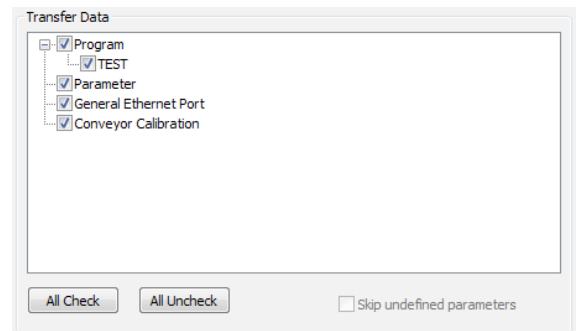 Transfer Data
Program
TEST
Parameter
General Ethernet Port
Conveyor Calibration
All Check All Uncheck Skip undefined parameters